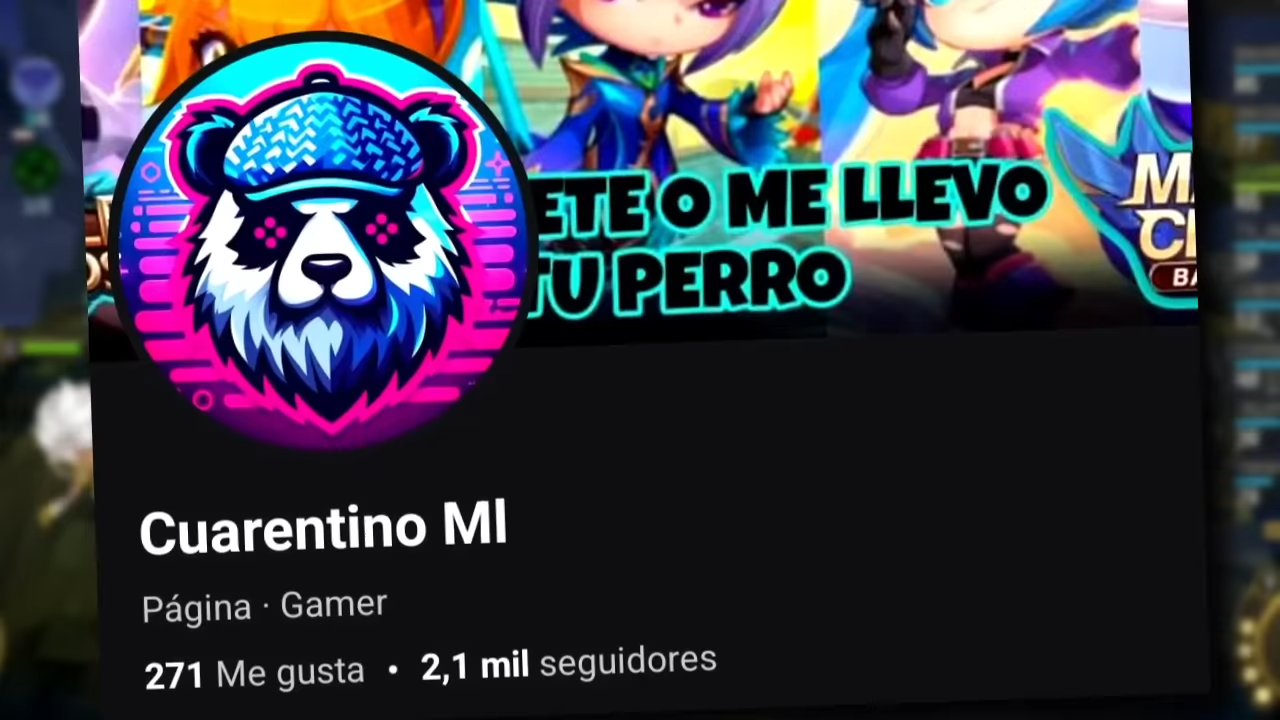 ETE O ME LLEVO
TU PERRO
Cuarentino Ml
Página · Gamer
271 Me gusta • 2,1 mil seguidores